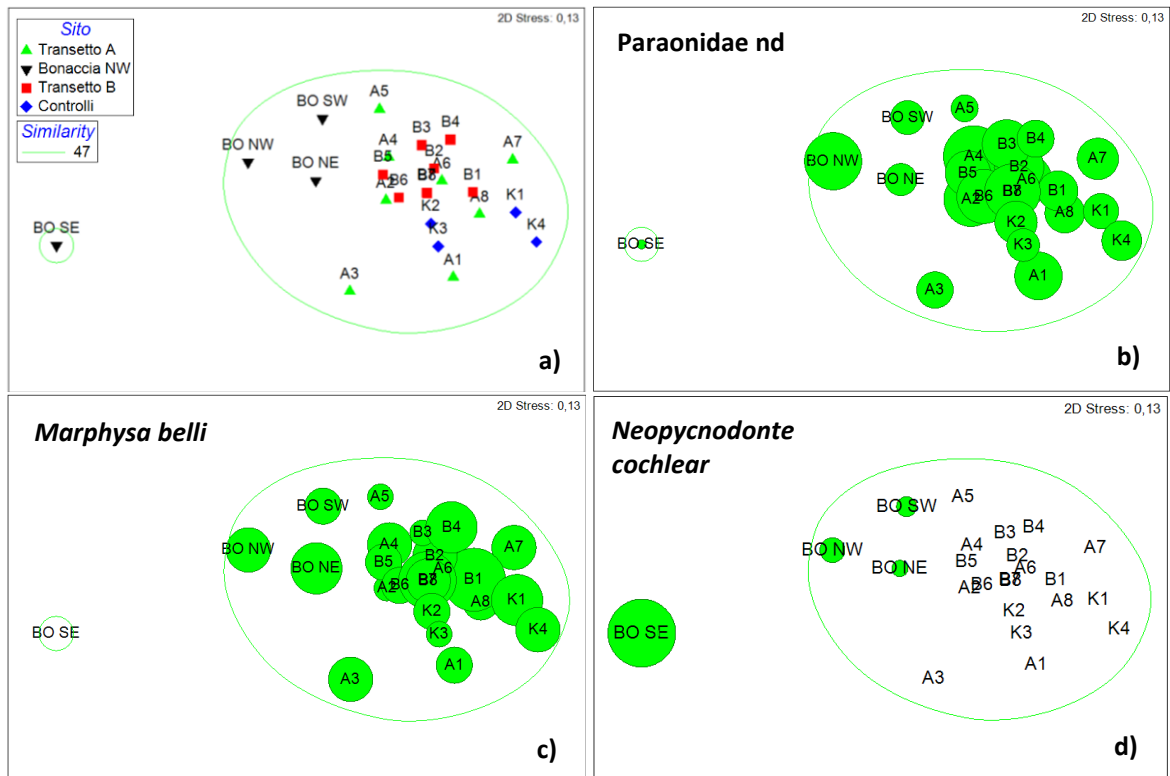 2D Stress: 0,13
Sito
Transetto A
Bonaccia NW
Transetto B
Controlli
Similarity
47
A5
BO SW
B3
B4
BO NW
A4
A7
B5
B2
BO NE
A6
A2
B6
B1
K2
A8
K1
K3
K4
BO SE
A3
A1
a)
2D Stress: 0,13
Paraonidae nd
BO SW
A5
B3
B4
BO NW
A4
A7
B5
B2
BO NE
A6
A2
B6
B1
K2
A8
K1
K3
K4
BO SE
A3
A1
b)
2D Stress: 0,13
Marphysa belli
BO SW
A5
B3
B4
BO NW
A4
A7
B5
B2
BO NE
A6
A2
B6
B1
K2
A8
K1
K3
K4
BO SE
A3
A1
c)
2D Stress: 0,13
Neopycnodonte
cochlear
BO SW
A5
B3
B4
BO NW
A4
A7
B5
B2
BO NE
A6
A2
B6
B1
K2
A8
K1
K3
K4
BO SE
A3
A1
d)